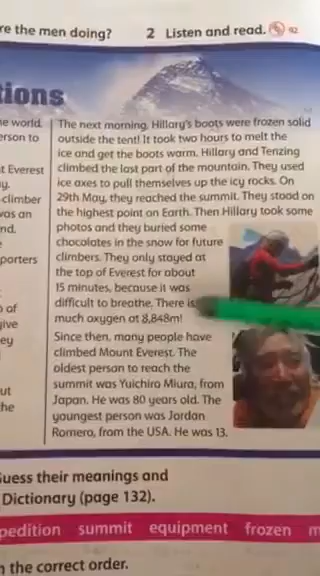 re the men doing?
2 Listen and read. 92
tions
e world.
erson to
t Everest
y.
climber
was an
nd.
e
porters
of
give
ey
ut
he
The next morning, Hillary's boots were frozen solid
outside the tent! It took two hours to melt the
ice and get the boots warm. Hillary and Tenzing
climbed the last part of the mountain. They used
ice axes to pull themselves up the icy rocks. On
29th May, they reached the summit. They stood on
the highest point on Earth. Then Hillary took some
photos and they buried some
chocolates in the snow for future
climbers. They only stayed at
the top of Everest for about
15 minutes, because it was
difficult to breathe. There is
much oxygen at 8,848m!
Since then, many people have
climbed Mount Everest. The
oldest person to reach the
summit was Yuichiro Miura, from
Japan. He was 80 years old. The
youngest person was Jordan
Romero, from the USA. He was 13.
Guess their meanings and
Dictionary (page 132).
pedition summit equipment frozen m
n the correct order.